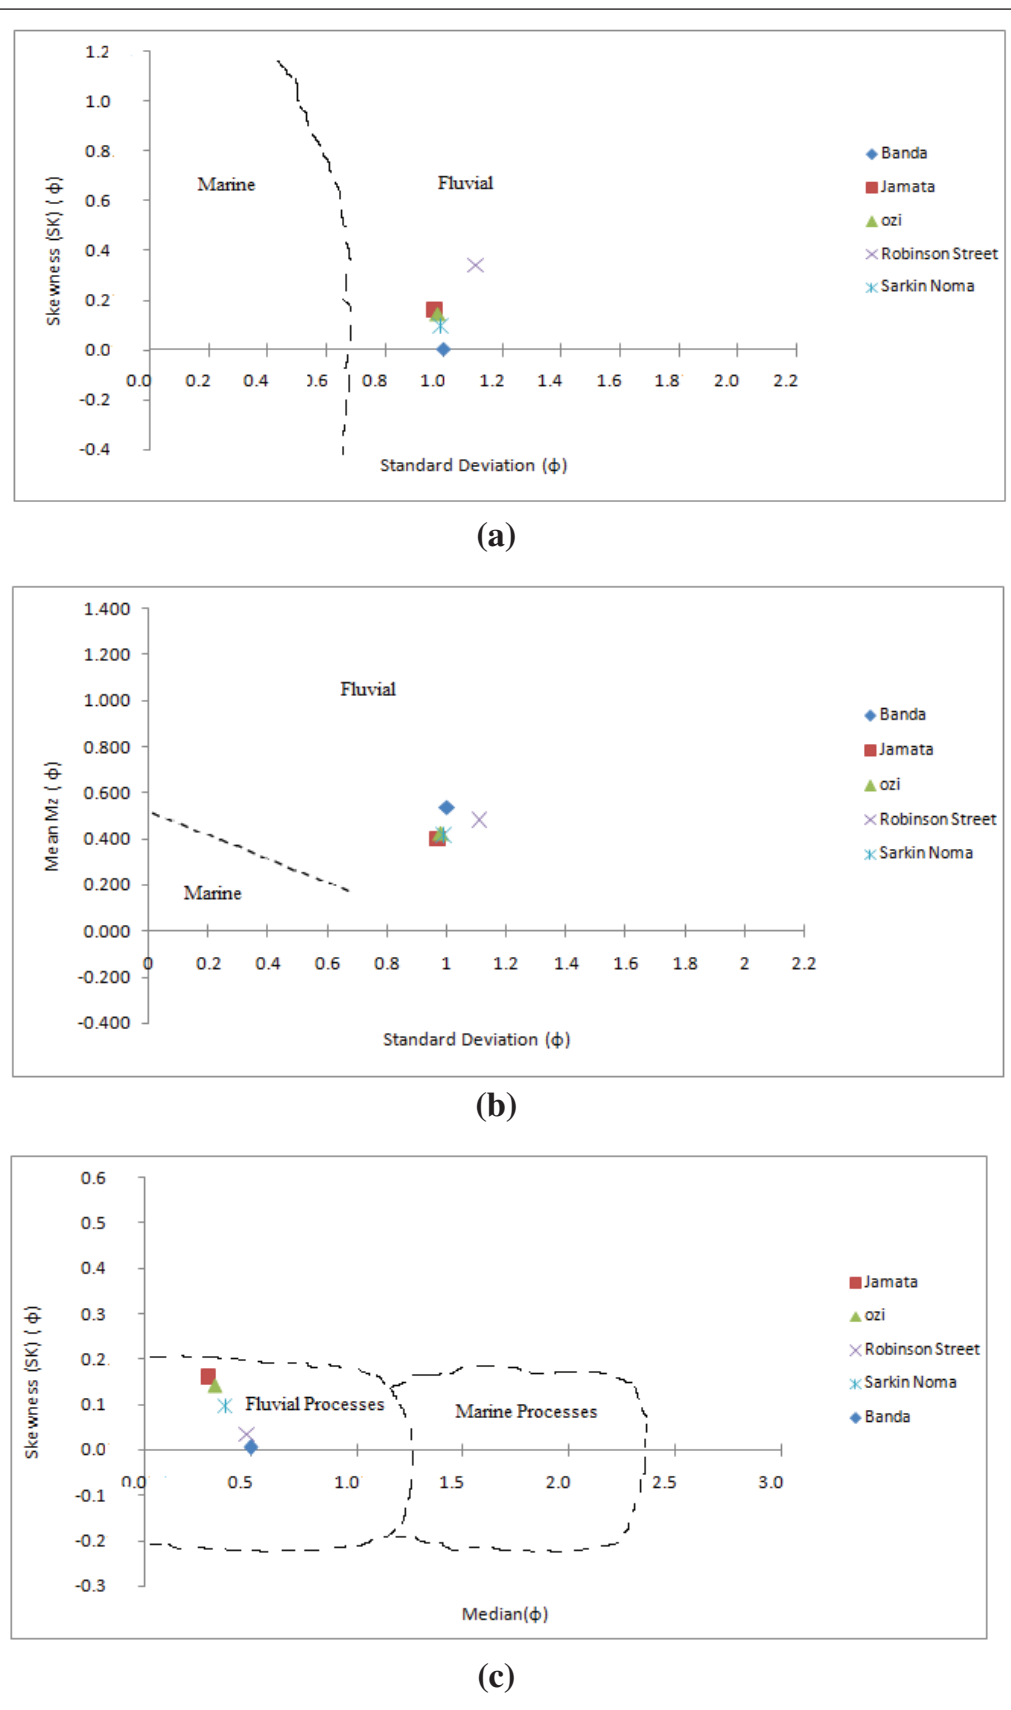 1.2
1.0
0.8
0.6
0.4
0.2
0.0
-0.2
-0.4
Skewness (SK) ( ϕ)
Marine
Fluvial
Banda
Jamata
ozi
Robinson Street
Sarkin Noma
0.0 0.2 0.4 0.6 0.8 1.0 1.2 1.4 1.6 1.8 2.0 2.2
Standard Deviation (ϕ)
(a)
1.400
1.200
1.000
0.800
0.600
0.400
0.200
0.000
-0.200
-0.400
Mean Mz ( ϕ)
Fluvial
Marine
Banda
Jamata
ozi
Robinson Street
Sarkin Noma
0 0.2 0.4 0.6 0.8 1 1.2 1.4 1.6 1.8 2 2.2
Standard Deviation (ϕ)
(b)
0.6
0.5
0.4
0.3
0.2
0.1
0.0
-0.1
-0.2
-0.3
Skewness (SK) ( ϕ)
Fluvial Processes
Marine Processes
Jamata
ozi
Robinson Street
Sarkin Noma
Banda
0.0 0.5 1.0 1.5 2.0 2.5 3.0
Median(ϕ)
(c)